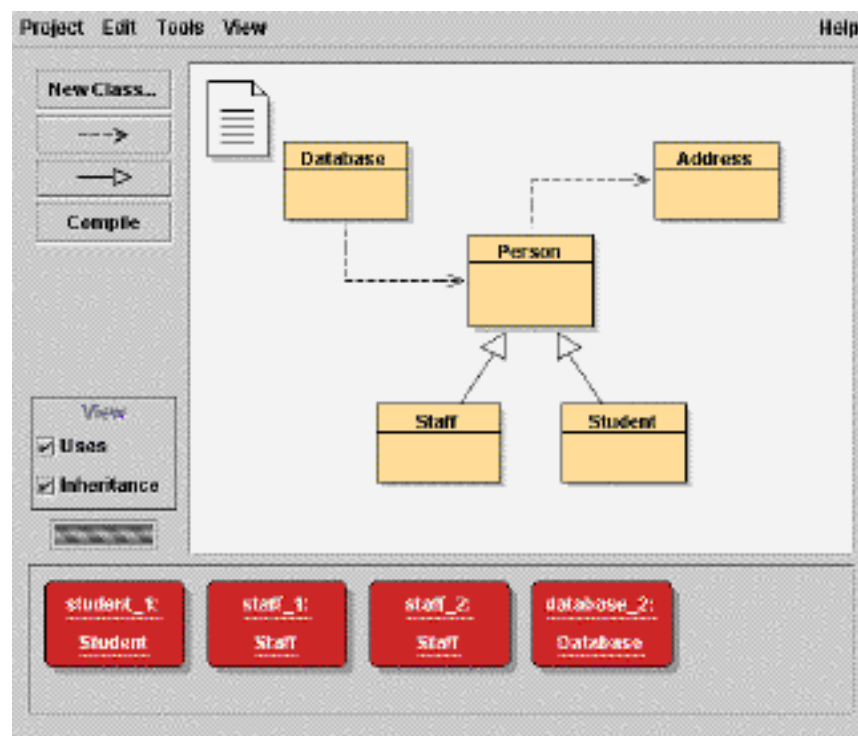 Project Edit Tools View Help
New Class...
Compile
Database
Address
Person
Staff
Student
View
Uses
Inheritance
student_1:
Student
staff_1:
Staff
staff_2:
Staff
database_2:
Database